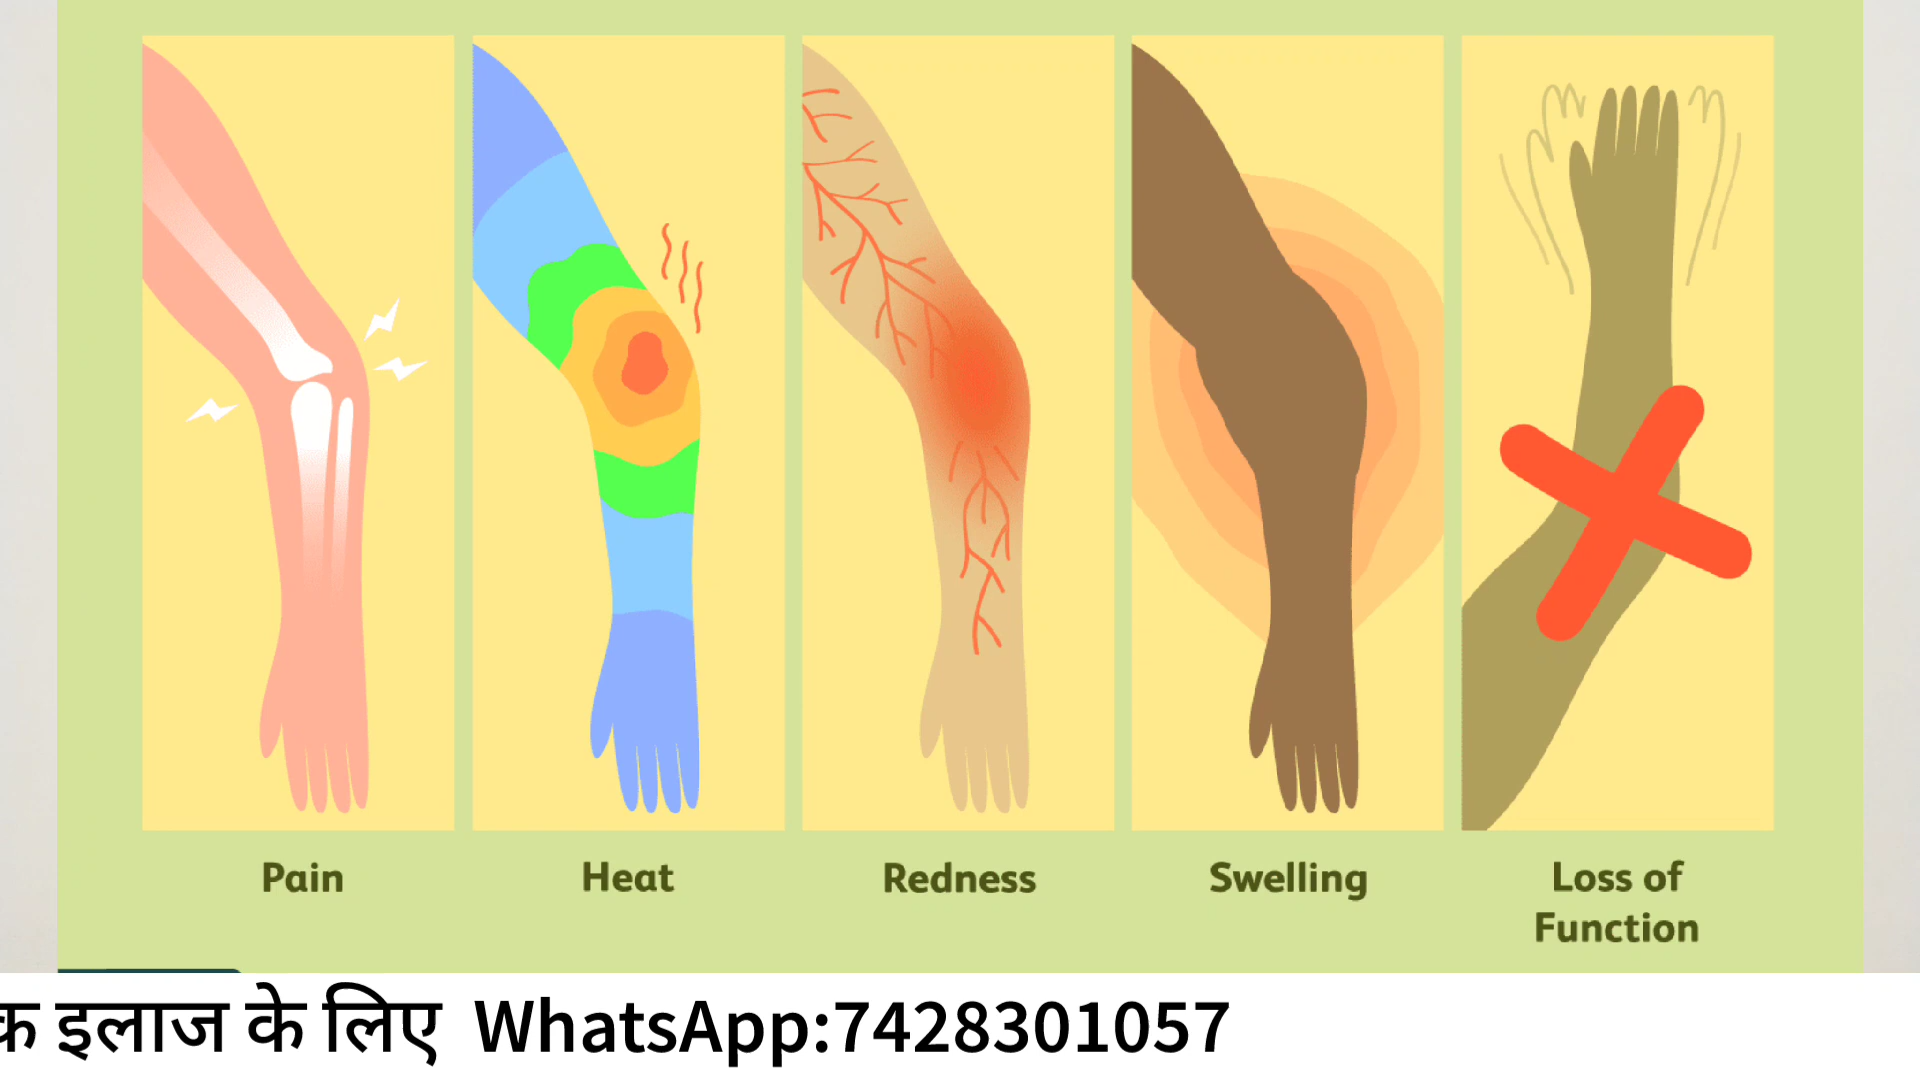 Pain
Heat
Redness
Swelling
Loss of
Function
इलाज के लिए WhatsApp:7428301057